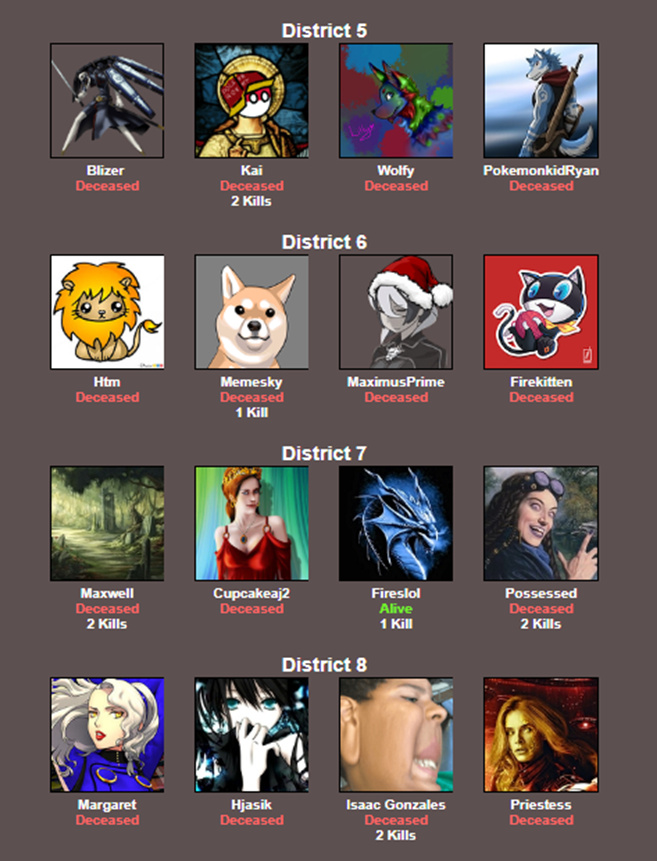 District 5
Blizer Kai Wolfy PokemonkidRyan
Deceased Deceased Deceased Deceased
2 Kills
District 6
Htm Memesky MaximusPrime Firekitten
Deceased Deceased Deceased Deceased
1 Kill
District 7
Maxwell Cupcakeaj2 Fireslol Possessed
Deceased Deceased Alive Deceased
2 Kills 1 Kill 2 Kills
District 8
Margaret Hjasik Isaac Gonzales Priestess
Deceased Deceased Deceased Deceased
2 Kills